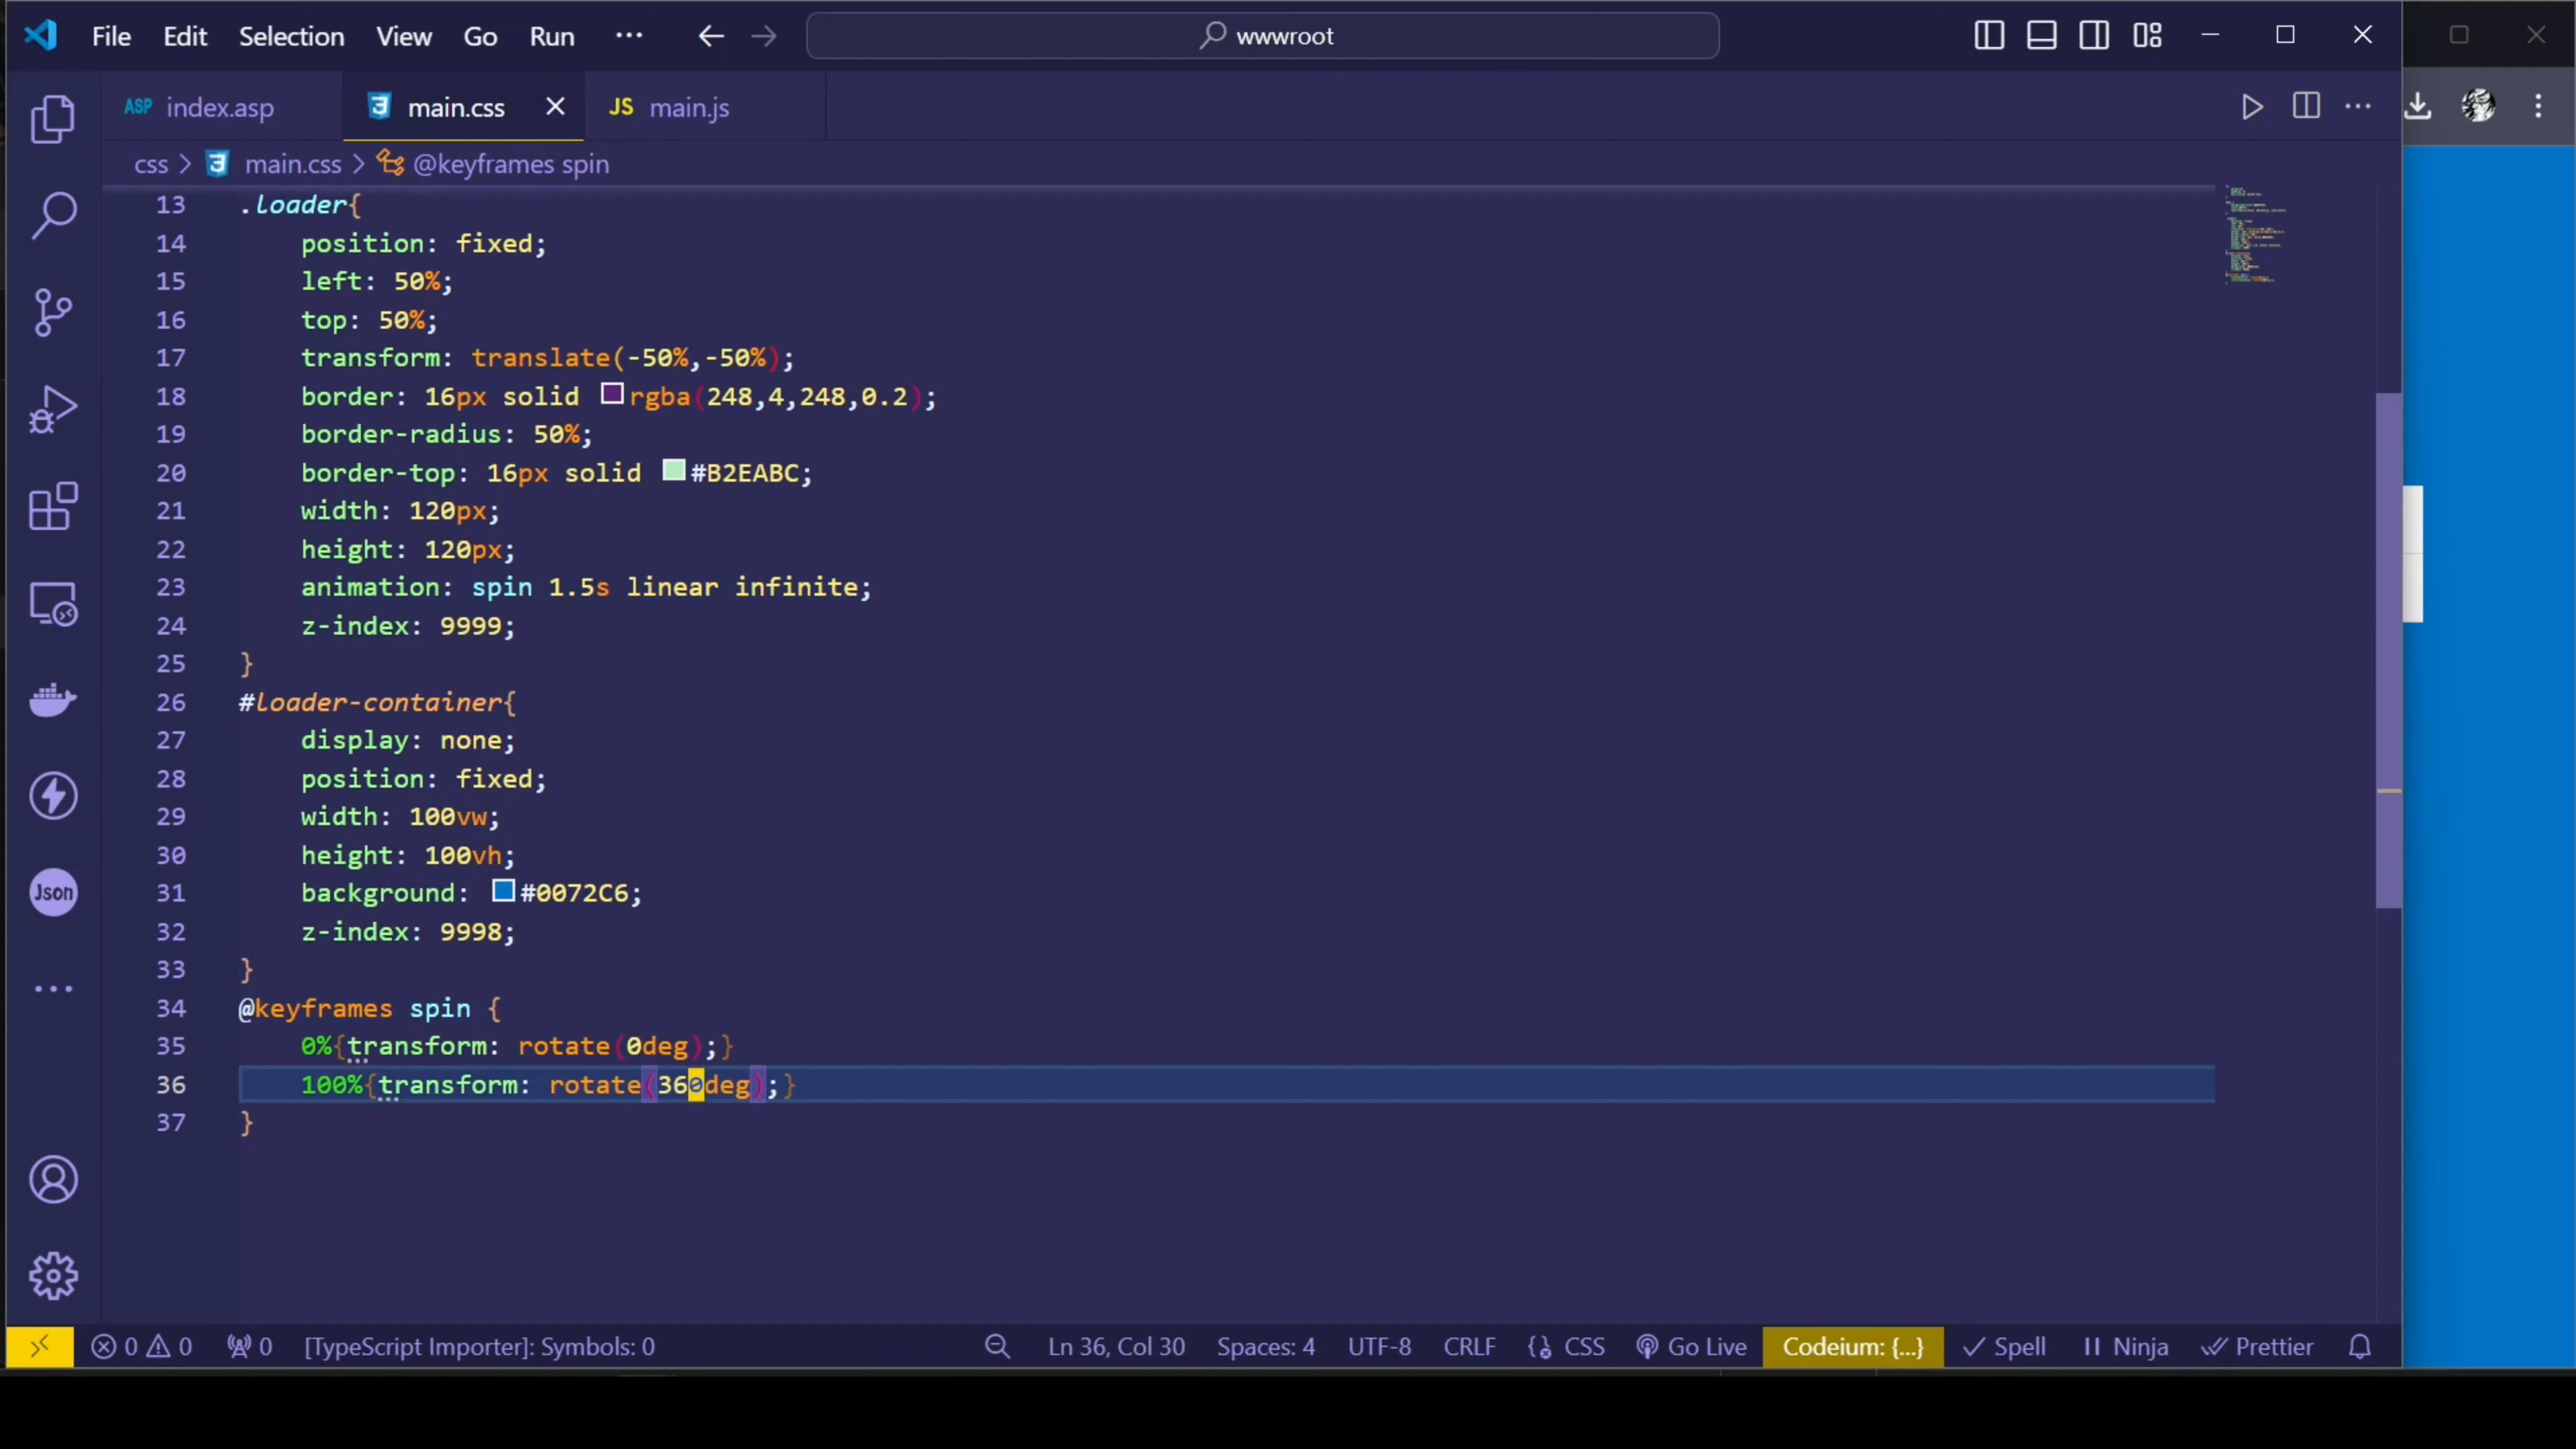 File Edit Selection View Go Run ··· wwwroot
ASP index.asp main.css JS main.js
css > main.css > @keyframes spin
13 .loader{
14 position: fixed;
15 left: 50%;
16 top: 50%;
17 transform: translate(-50%,-50%);
18 border: 16px solid rgba(248,4,248,0.2);
19 border-radius: 50%;
20 border-top: 16px solid #B2EABC;
21 width: 120px;
22 height: 120px;
23 animation: spin 1.5s linear infinite;
24 z-index: 9999;
25 }
26 #loader-container{
27 display: none;
28 position: fixed;
29 width: 100vw;
30 height: 100vh;
31 background: #0072C6;
32 z-index: 9998;
33 }
34 @keyframes spin {
35 0%{transform: rotate(0deg);}
36 100%{transform: rotate(360deg);}
37 }
Json
0 0 0 [TypeScript Importer]: Symbols: 0 Ln 36, Col 30 Spaces: 4 UTF-8 CRLF CSS Go Live Codeium: {...} Spell Ninja Prettier